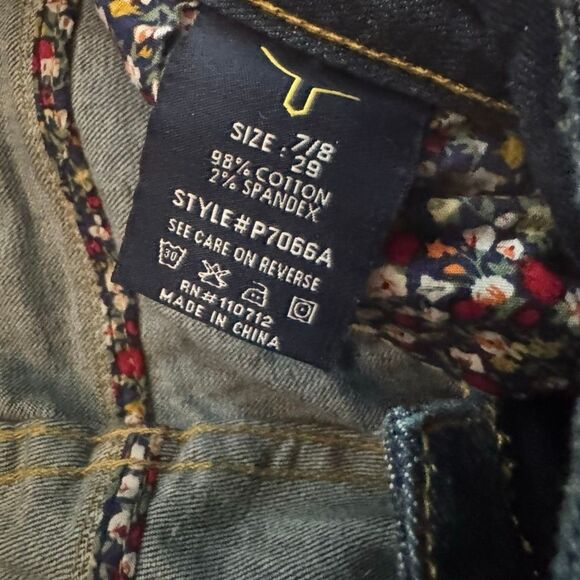 SIZE : 7/8
29
98% COTTON
2% SPANDEX
STYLE#P7066A
SEE CARE ON REVERSE
30
RN#110712
MADE IN CHINA